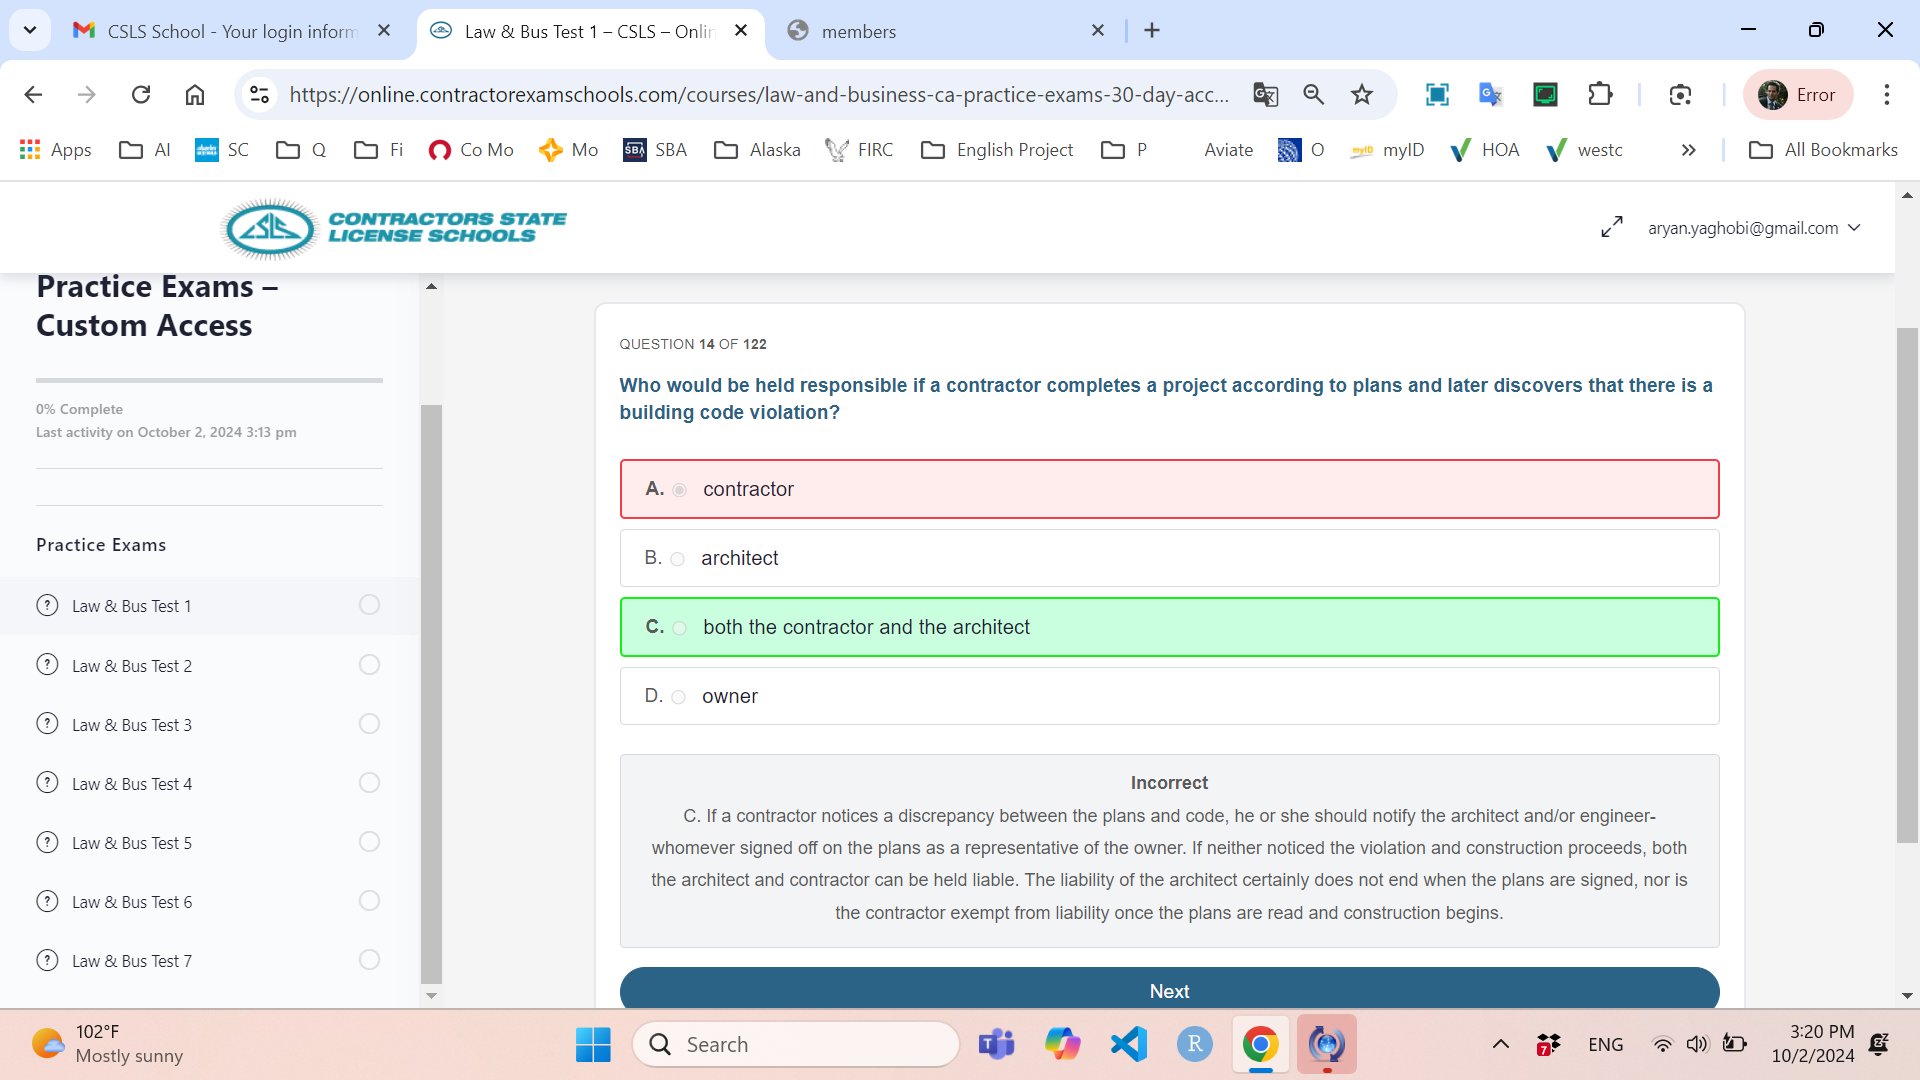 CSLS School - Your login inform
Law & Bus Test 1 – CSLS – Onlin
members
https://online.contractorexamschools.com/courses/law-and-business-ca-practice-exams-30-day-acc...
Error
Apps
AI
SC
Q
Fi
Co Mo
Mo
SBA
SBA
Alaska
FIRC
English Project
P
Aviate
O
myID
myID
HOA
westc
All Bookmarks
CSLS
CONTRACTORS STATE
LICENSE SCHOOLS
aryan.yaghobi@gmail.com
Practice Exams –
Custom Access
0% Complete
Last activity on October 2, 2024 3:13 pm
Practice Exams
? Law & Bus Test 1
? Law & Bus Test 2
? Law & Bus Test 3
? Law & Bus Test 4
? Law & Bus Test 5
? Law & Bus Test 6
? Law & Bus Test 7
QUESTION 14 OF 122
Who would be held responsible if a contractor completes a project according to plans and later discovers that there is a
building code violation?
A. contractor
B. architect
C. both the contractor and the architect
D. owner
Incorrect
C. If a contractor notices a discrepancy between the plans and code, he or she should notify the architect and/or engineer-
whomever signed off on the plans as a representative of the owner. If neither noticed the violation and construction proceeds, both
the architect and contractor can be held liable. The liability of the architect certainly does not end when the plans are signed, nor is
the contractor exempt from liability once the plans are read and construction begins.
Next
102°F
Mostly sunny
Search
R
7
ENG
3:20 PM
10/2/2024